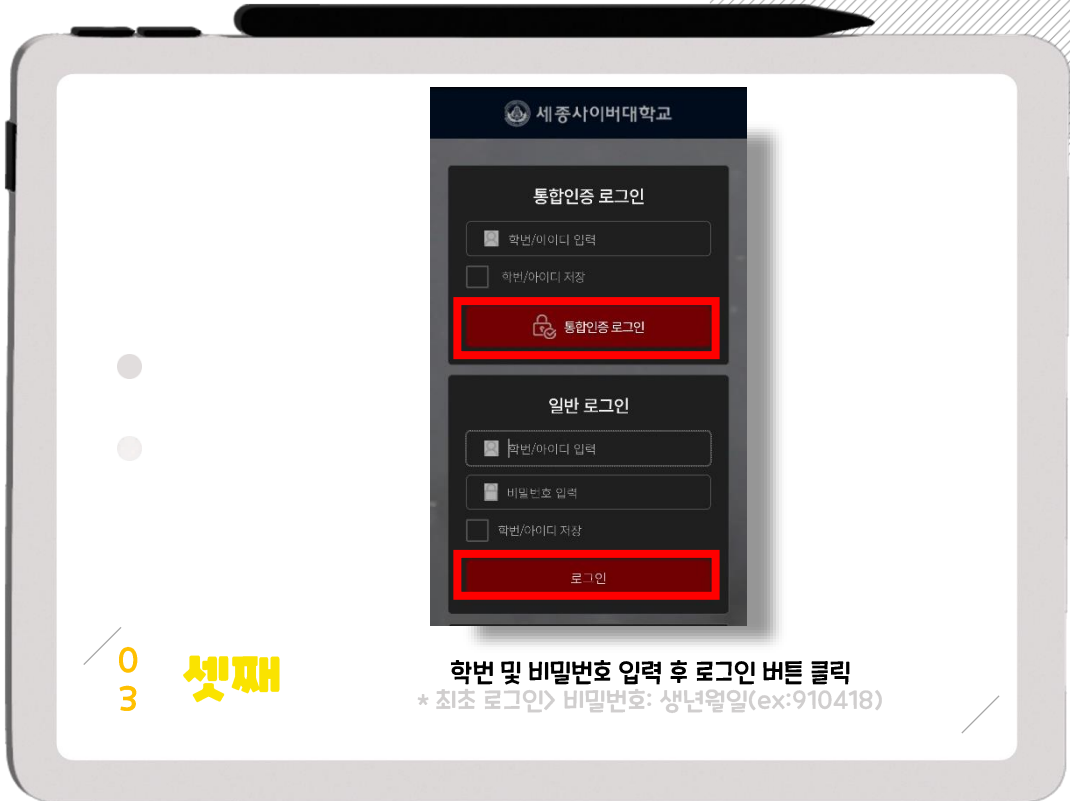 세종사이버대학교
통합인증 로그인
학번/아이디 입력
학번/아이디 저장
통합인증 로그인
일반 로그인
학번/아이디 입력
비밀번호 입력
학번/아이디 저장
로그인
03
셋째
학번 및 비밀번호 입력 후 로그인 버튼 클릭
* 최초 로그인> 비밀번호: 생년월일(ex:910418)